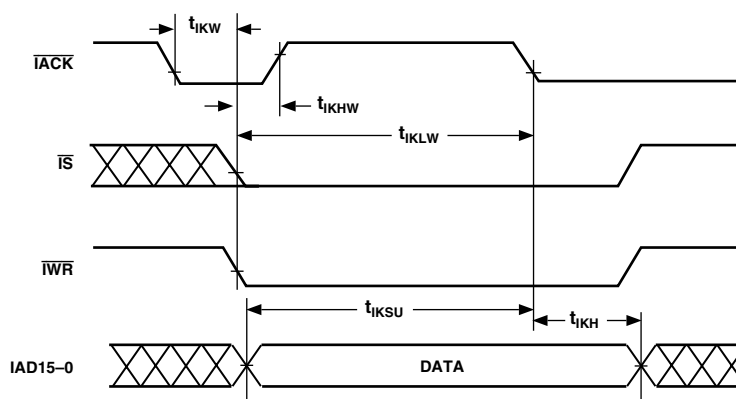 tIKW
IACK
tIKHW
tIKLW
IS
IWR
tIKSU
tIKH
IAD15–0
DATA